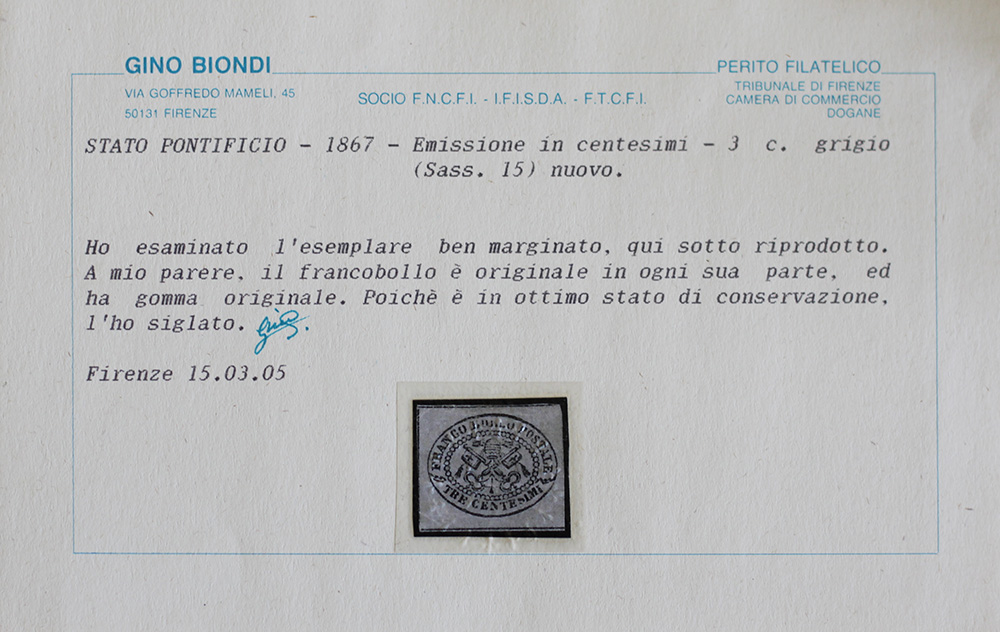 GINO BIONDI
VIA GOFFREDO MAMELI, 45
50131 FIRENZE
SOCIO F.N.C.F.I. - I.F.I.S.D.A. - F.T.C.F.I.
PERITO FILATELICO
TRIBUNALE DI FIRENZE
CAMERA DI COMMERCIO
DOGANE
STATO PONTIFICIO - 1867 - Emissione in centesimi - 3 c. grigio
(Sass. 15) nuovo.
Ho esaminato l'esemplare ben marginato, qui sotto riprodotto.
A mio parere, il francobollo è originale in ogni sua parte, ed
ha gomma originale. Poichè è in ottimo stato di conservazione,
l'ho siglato.
Firenze 15.03.05
FRANCO BOLLO POSTALE
TRE CENTESIMI